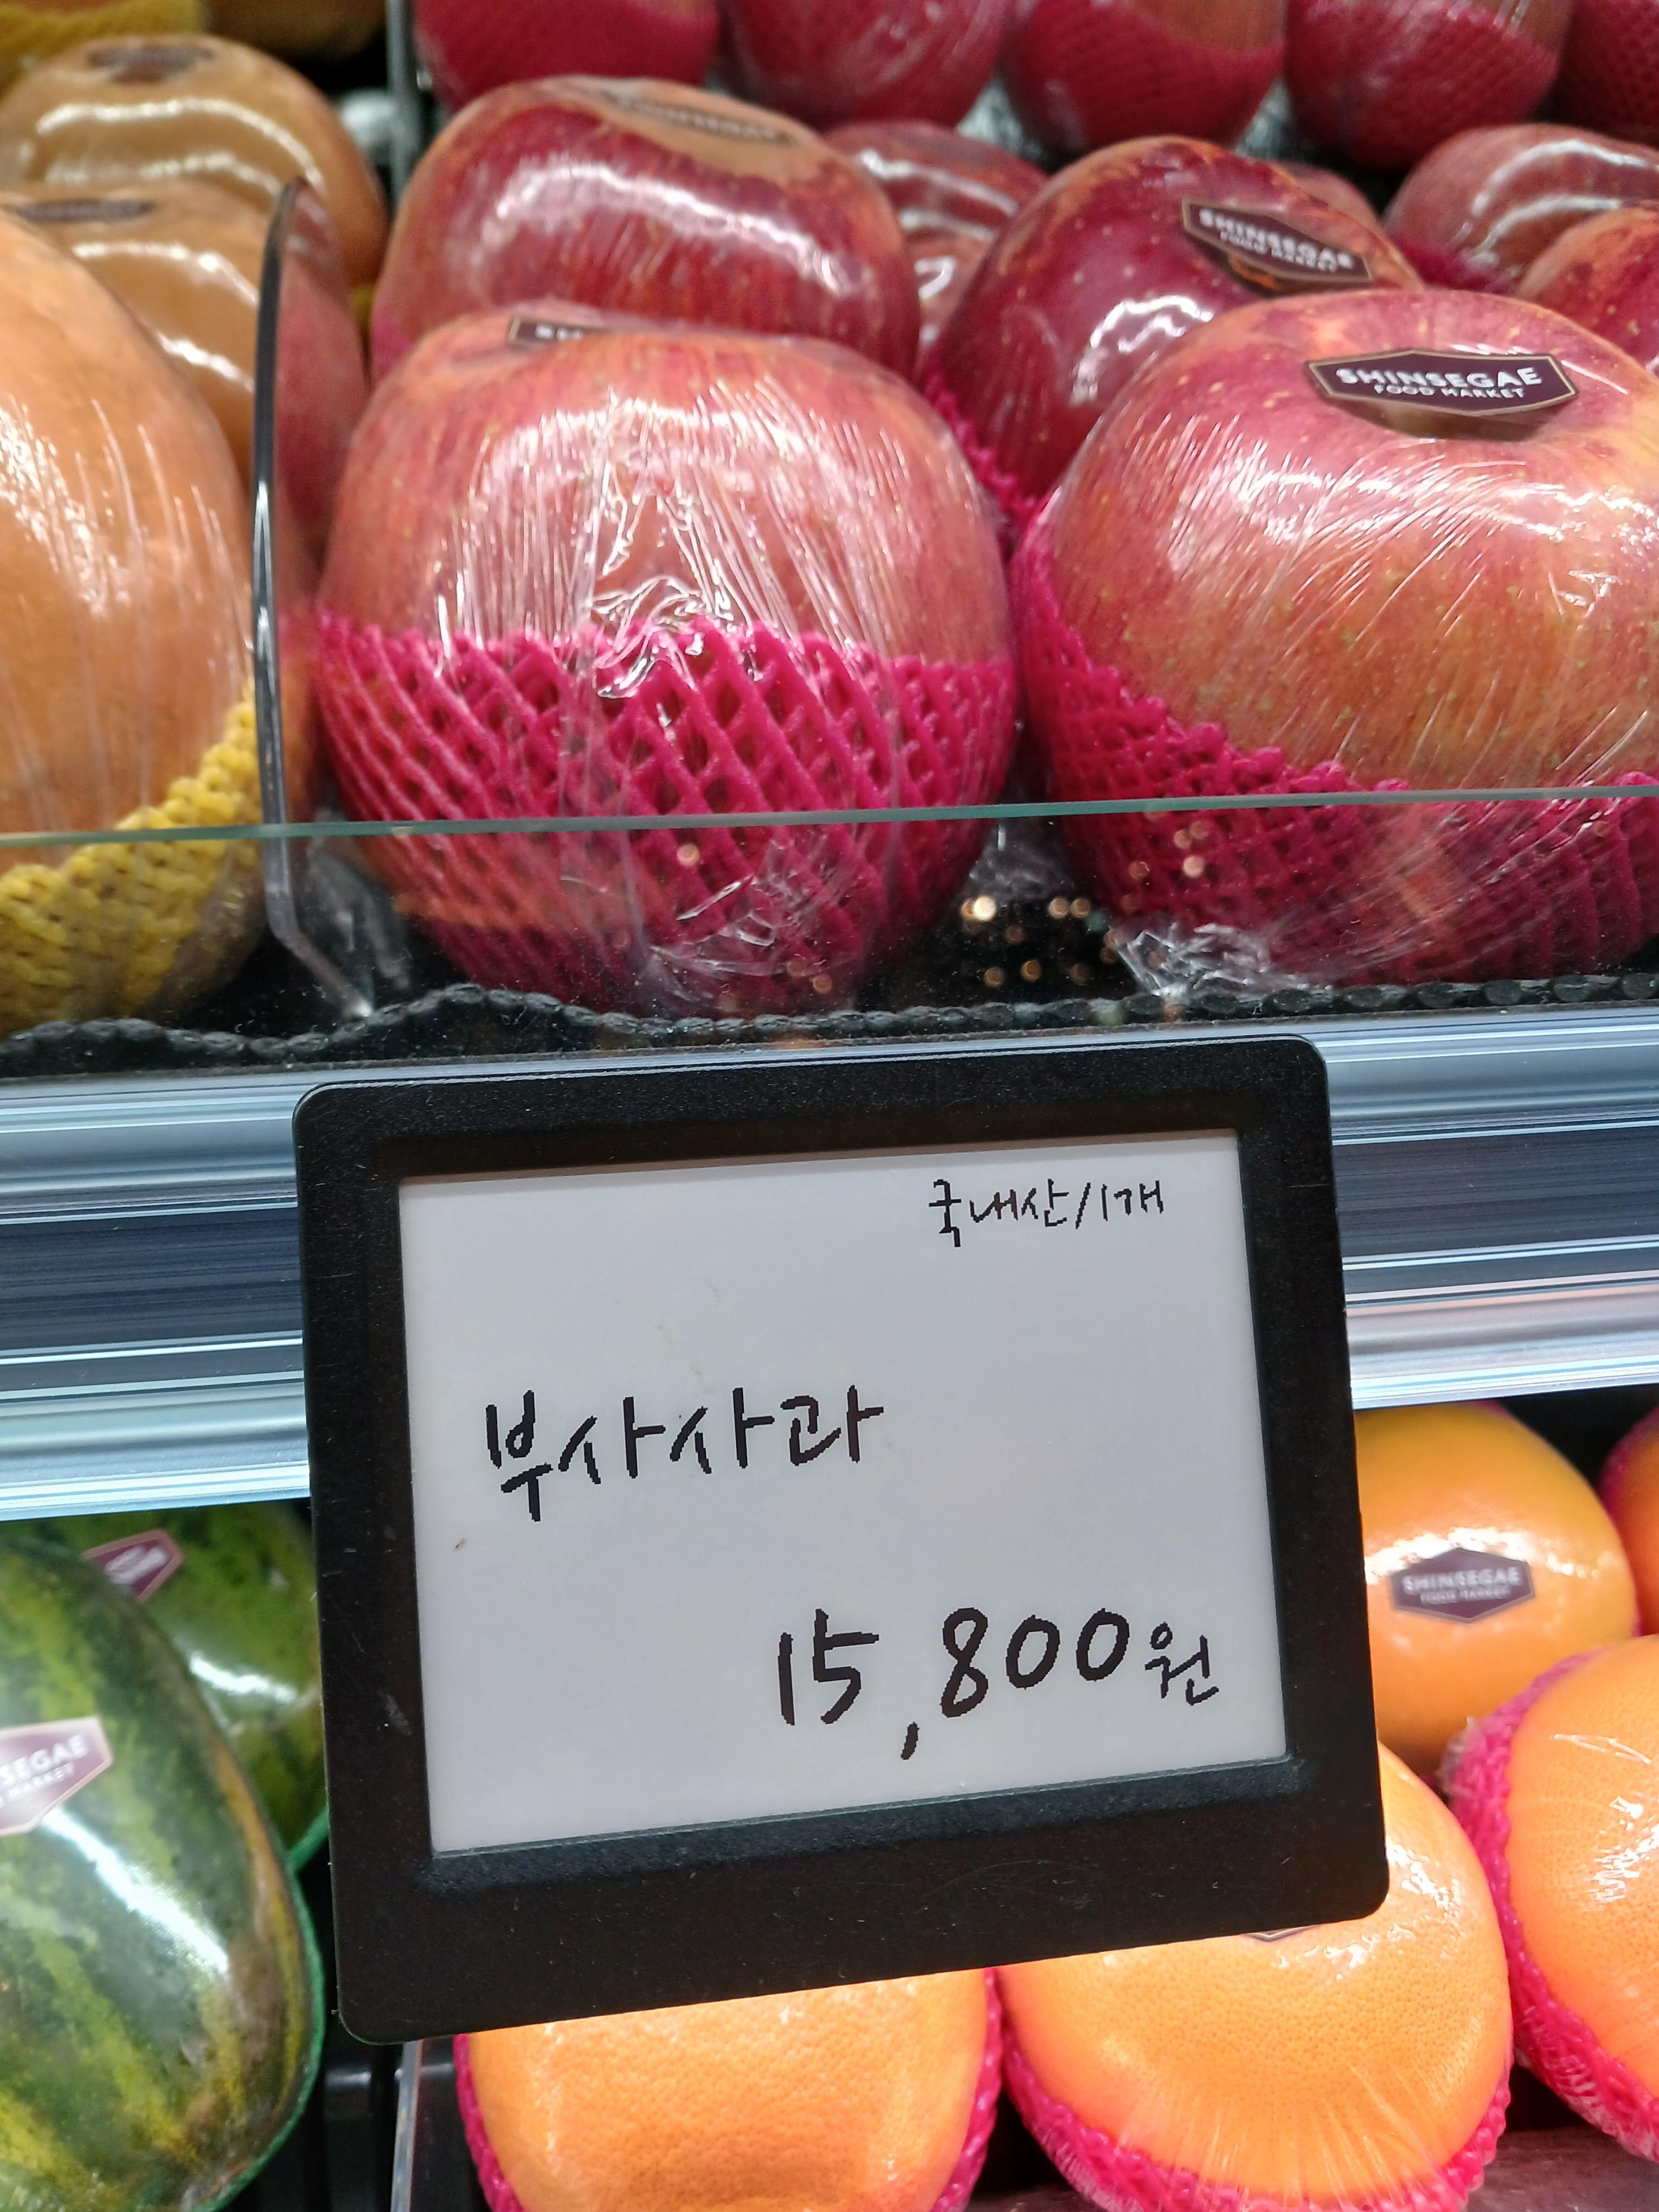 SHINSEGAE
FOOD MARKET
SHINSEGAE
FOOD MARKET
국내산/1개
부사사과
15,800원
SHINSEGAE
FOOD MARKET